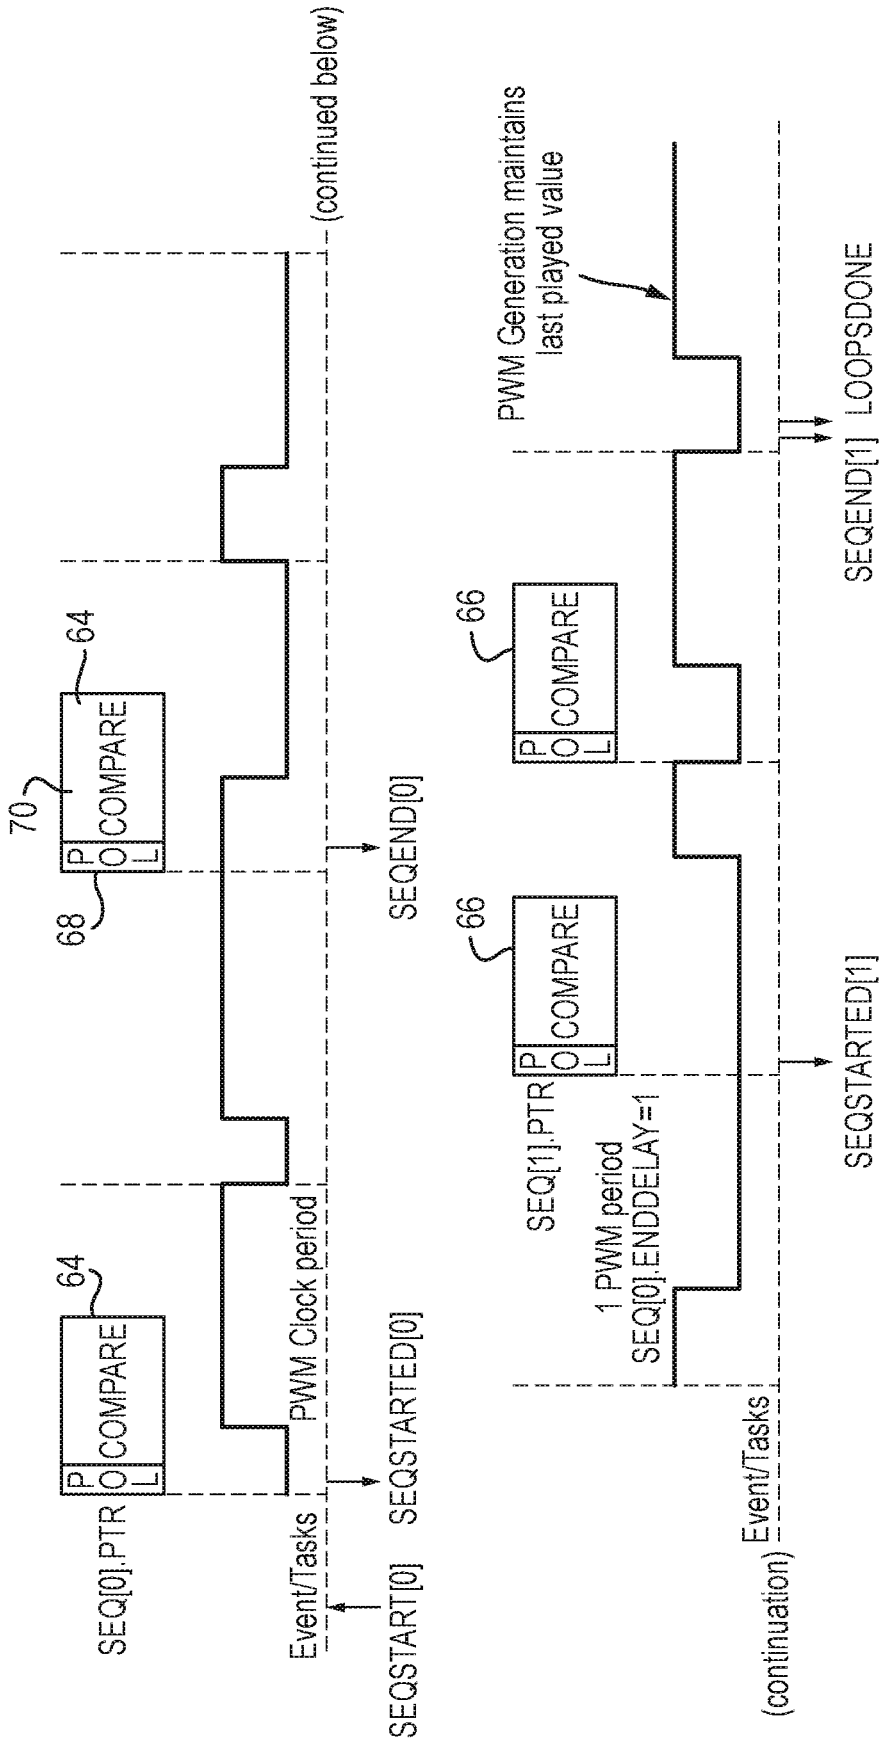 70
64
64
68
P
O
L
COMPARE
P
O
L
COMPARE
SEQ[0].PTR
PWM Clock period
Event/Tasks
(continued below)
SEQSTART[0]
SEQSTARTED[0]
SEQEND[0]
66
66
P
O
L
COMPARE
P
O
L
COMPARE
SEQ[1].PTR
1 PWM period
SEQ[0].ENDDELAY=1
PWM Generation maintains
last played value
Event/Tasks
(continuation)
SEQSTARTED[1]
SEQEND[1]
LOOPSDONE